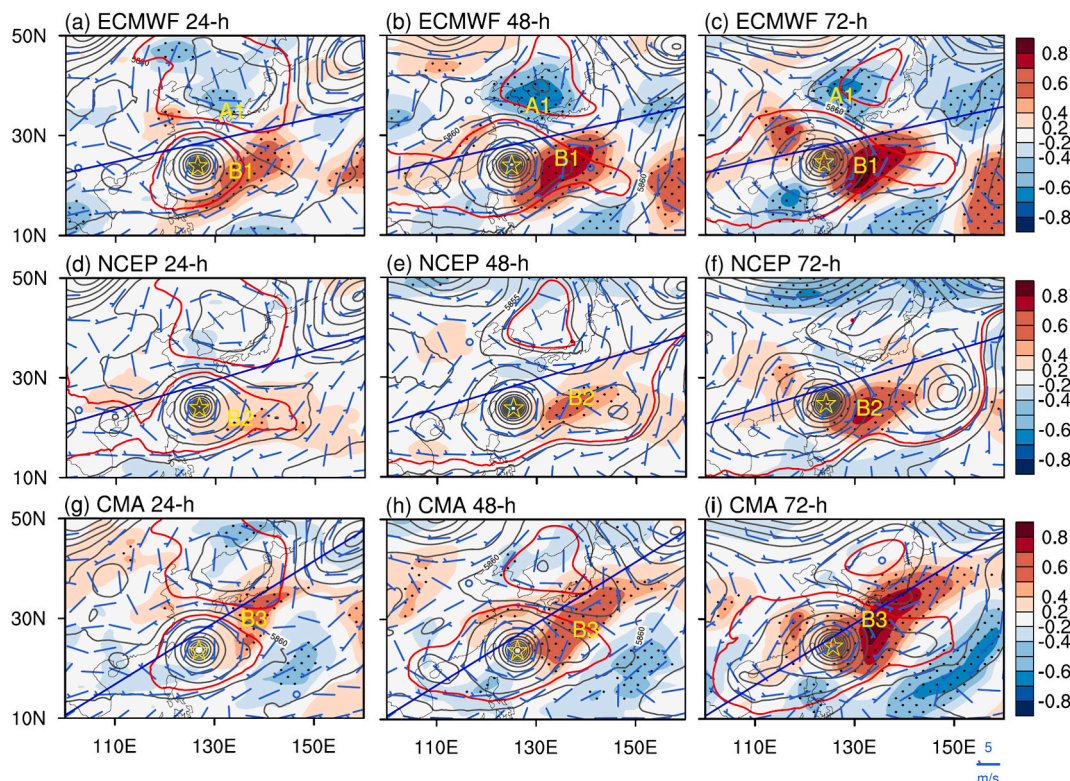 (a) ECMWF 24-h
(b) ECMWF 48-h
(c) ECMWF 72-h
50N
30N
10N
A1
B1
A1
B1
A1
B1
5860
5860
5860
5860
0.8
0.6
0.4
0.2
-0.2
-0.4
-0.6
-0.8
(d) NCEP 24-h
(e) NCEP 48-h
(f) NCEP 72-h
50N
30N
10N
B2
B2
B2
5855
0.8
0.6
0.4
0.2
-0.2
-0.4
-0.6
-0.8
(g) CMA 24-h
(h) CMA 48-h
(i) CMA 72-h
50N
30N
10N
B3
B3
B3
5860
5860
5860
0.8
0.6
0.4
0.2
-0.2
-0.4
-0.6
-0.8
110E 130E 150E
110E 130E 150E
110E 130E 150E
5
m/s